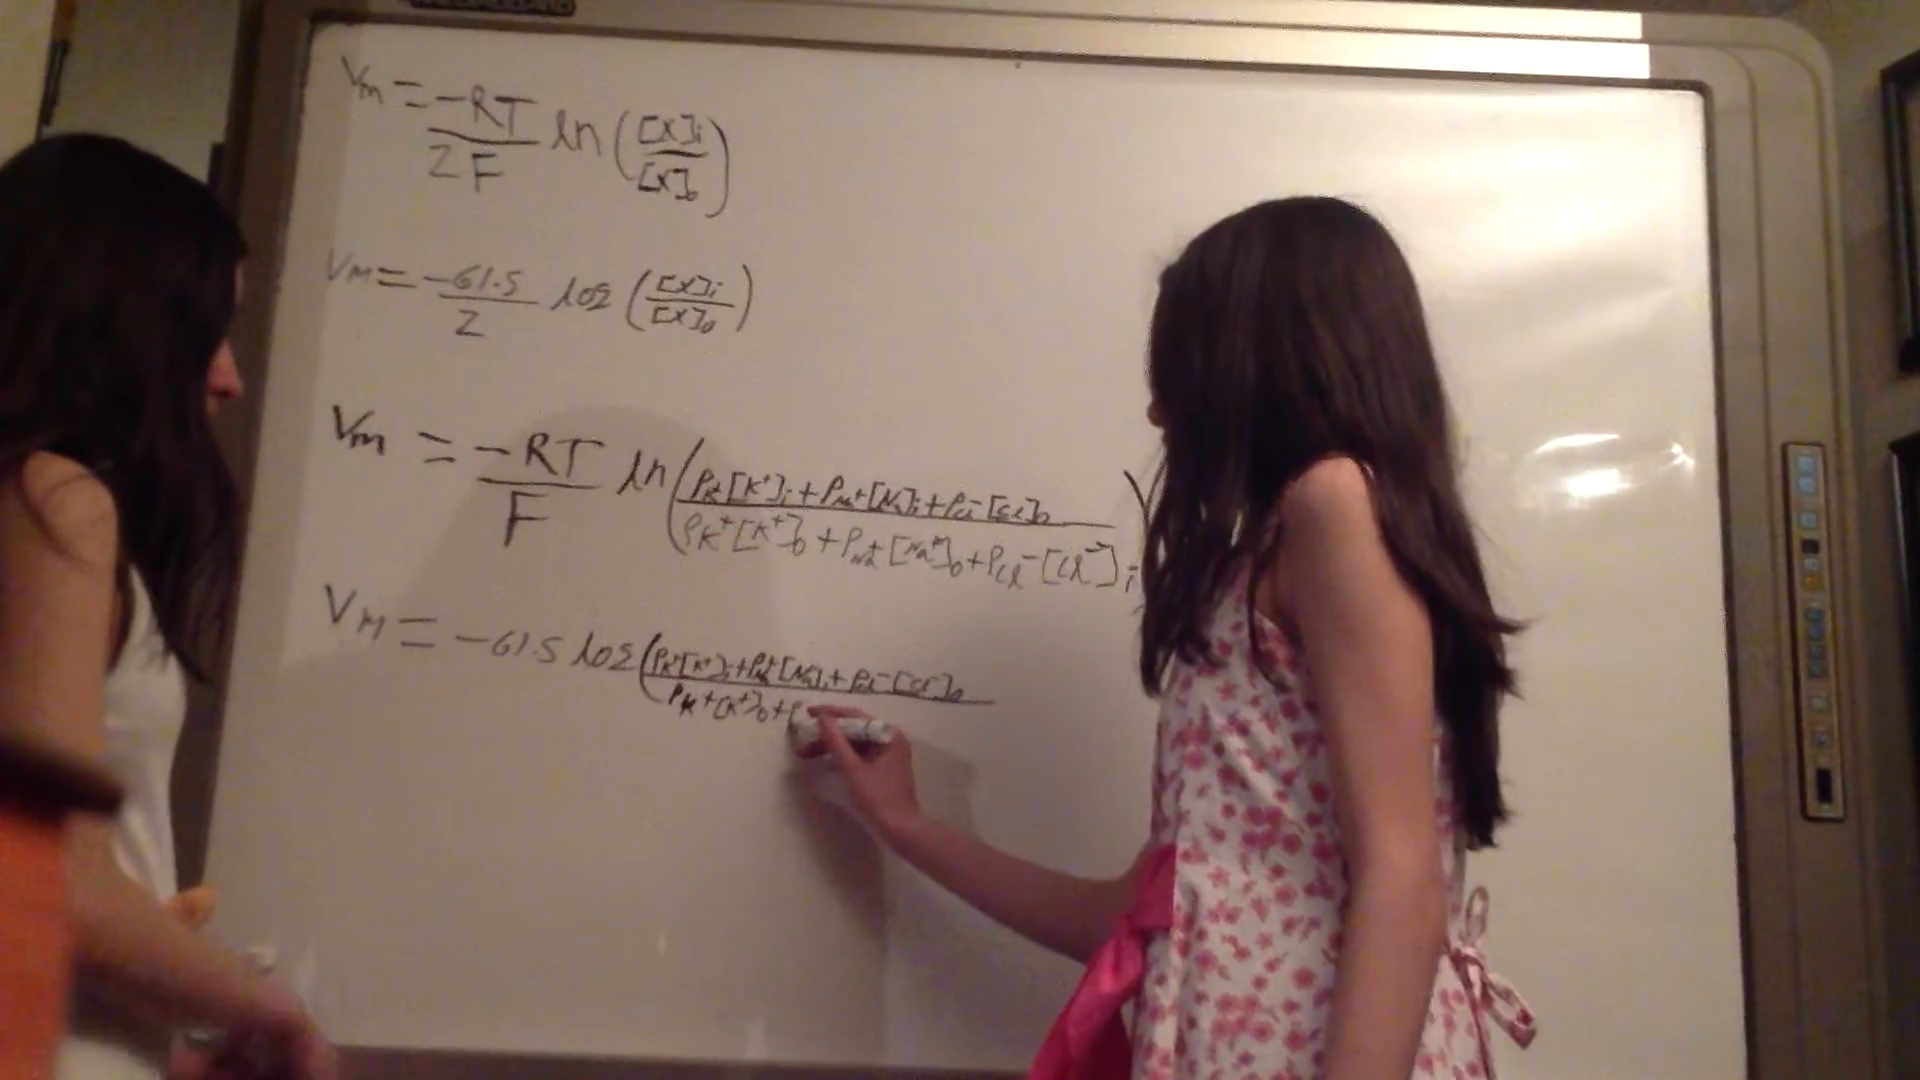 Vm = -RT/ZF ln([X]i/[X]o)
VM = -61.5/Z log([X]i/[X]o)
Vm = -RT/F ln(PK+[K+]i + PNa+[Na]i + PCl-[Cl]o / PK+[K+]o + PNa+[Na+]o + PCl-[Cl-]i)
VM = -61.5 log(PK+[K+]i + PNa+[Na]i + PCl-[Cl-]o / PK+[K+]o + P